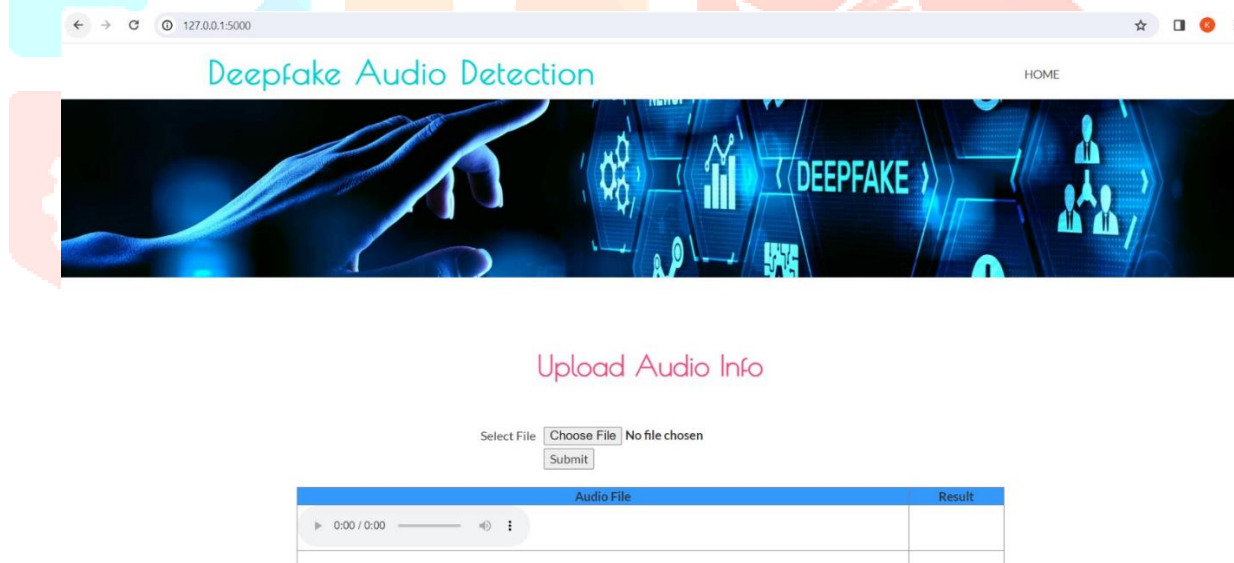 127.0.0.1:5000
K
Deepfake Audio Detection
HOME
DEEPFAKE
Upload Audio Info
Select File Choose File No file chosen
Submit
Audio File Result
0:00 / 0:00